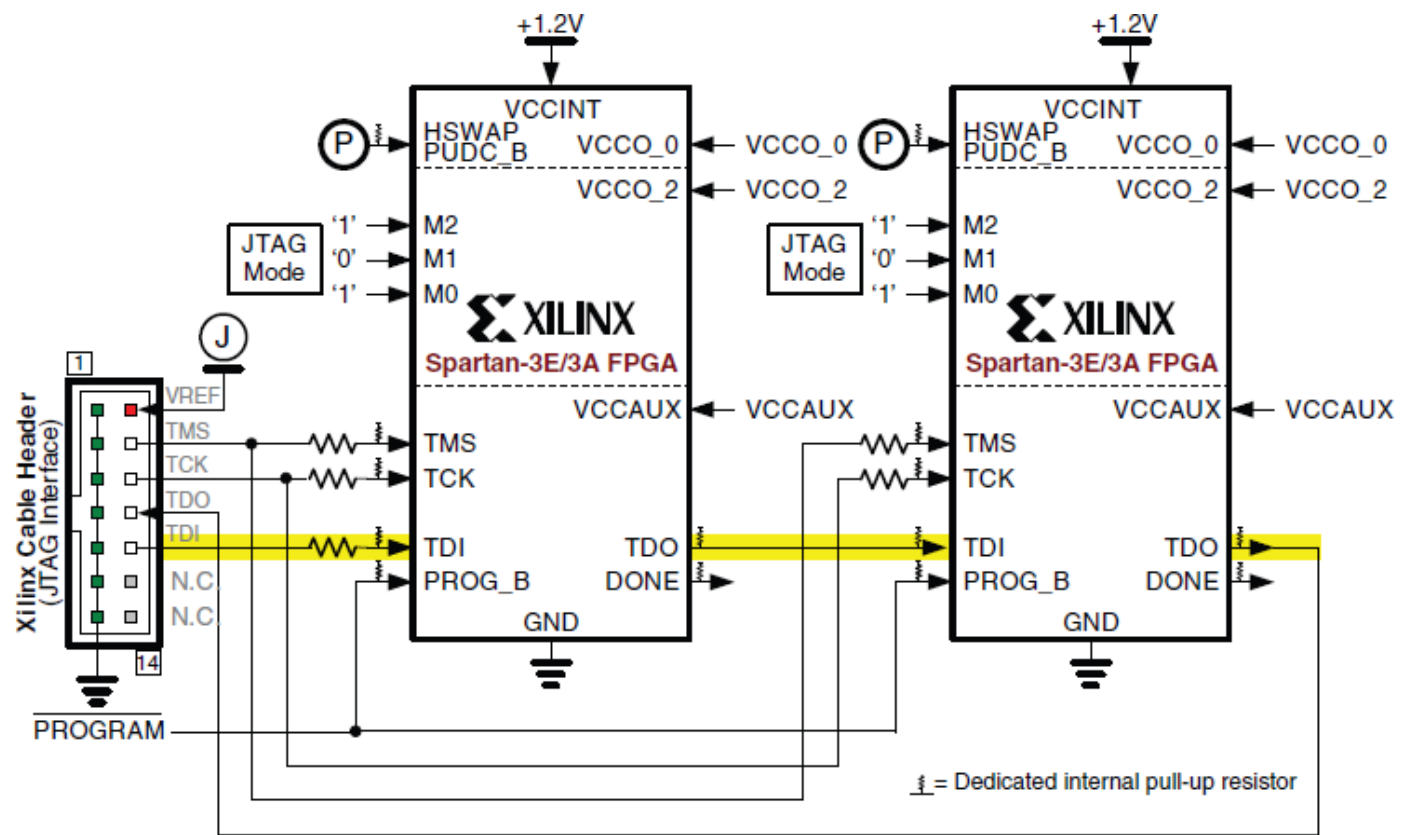 +1.2V
+1.2V
VCCINT
VCCINT
P
HSWAP
PUDC_B
VCCO_0
VCCO_0
P
HSWAP
PUDC_B
VCCO_0
VCCO_0
VCCO_2
VCCO_2
VCCO_2
VCCO_2
JTAG
Mode
'1'
M2
'0'
M1
'1'
M0
JTAG
Mode
'1'
M2
'0'
M1
'1'
M0
XILINX
XILINX
Spartan-3E/3A FPGA
Spartan-3E/3A FPGA
J
1
VCCAUX
VCCAUX
VCCAUX
VCCAUX
Xilinx Cable Header
(JTAG Interface)
VREF
TMS
TCK
TDO
TDI
N.C.
N.C.
14
TMS
TCK
TDI
TDO
PROG_B
DONE
GND
TMS
TCK
TDI
TDO
PROG_B
DONE
GND
PROGRAM
= Dedicated internal pull-up resistor